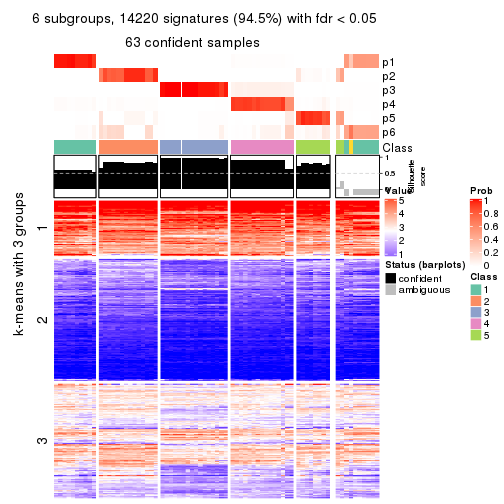 6 subgroups, 14220 signatures (94.5%) with fdr < 0.05
63 confident samples
p1
p2
p3
p4
p5
p6
Class
1
0.5
0
Silhouette
score
k-means with 3 groups
1
2
3
Value
5
4
3
2
1
Status (barplots)
confident
ambiguous
Prob
1
0.8
0.6
0.4
0.2
0
Class
1
2
3
4
5